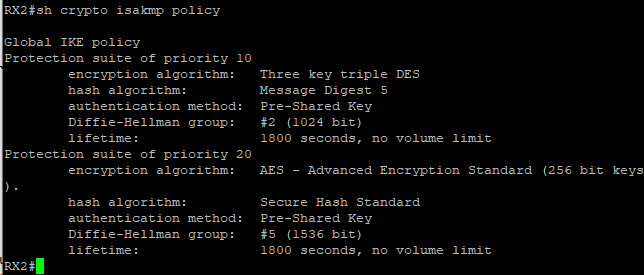 RX2#sh crypto isakmp policy
Global IKE policy
Protection suite of priority 10
encryption algorithm: Three key triple DES
hash algorithm: Message Digest 5
authentication method: Pre-Shared Key
Diffie-Hellman group: #2 (1024 bit)
lifetime: 1800 seconds, no volume limit
Protection suite of priority 20
encryption algorithm: AES - Advanced Encryption Standard (256 bit keys
).
hash algorithm: Secure Hash Standard
authentication method: Pre-Shared Key
Diffie-Hellman group: #5 (1536 bit)
lifetime: 1800 seconds, no volume limit
RX2#